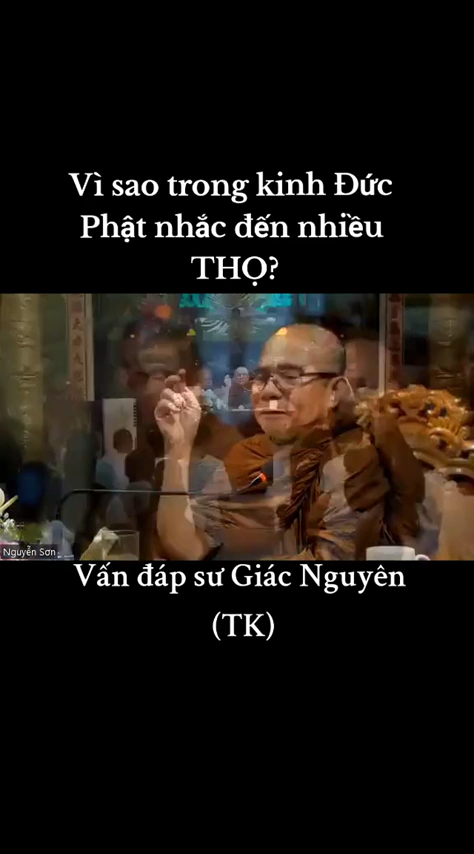 Vì sao trong kinh Đức
Phật nhắc đến nhiều
THỌ?
Nguyễn Sơn
Vấn đáp sư Giác Nguyên
(TK)